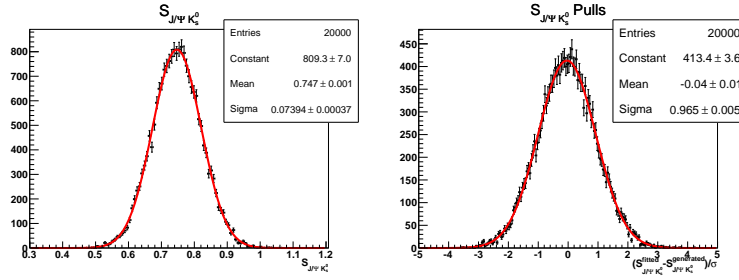 S_{J/Ψ K_s^0}
Entries 20000
Constant 809.3 ± 7.0
Mean 0.747 ± 0.001
Sigma 0.07394 ± 0.00037
800
700
600
500
400
300
200
100
0
0.3 0.4 0.5 0.6 0.7 0.8 0.9 1 1.1 1.2
S_{J/Ψ K_s^0}
S_{J/Ψ K_s^0} Pulls
Entries 20000
Constant 413.4 ± 3.6
Mean -0.04 ± 0.01
Sigma 0.965 ± 0.005
450
400
350
300
250
200
150
100
50
0
-5 -4 -3 -2 -1 0 1 2 3 4 5
(S^{fitted}_{J/Ψ K_s^0}-S^{generated}_{J/Ψ K_s^0})/σ